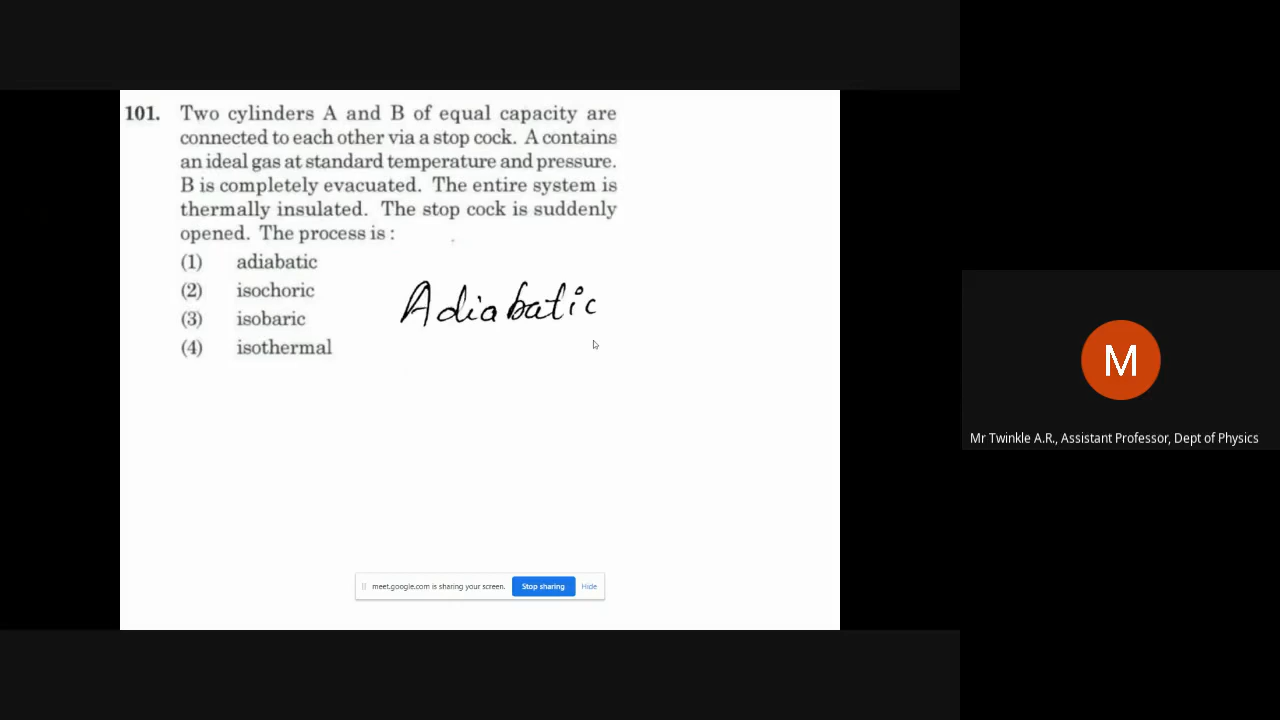 101. Two cylinders A and B of equal capacity are
connected to each other via a stop cock. A contains
an ideal gas at standard temperature and pressure.
B is completely evacuated. The entire system is
thermally insulated. The stop cock is suddenly
opened. The process is :
(1) adiabatic
(2) isochoric
(3) isobaric
(4) isothermal
Adiabatic
M
Mr Twinkle A.R., Assistant Professor, Dept of Physics
meet.google.com is sharing your screen. Stop sharing Hide